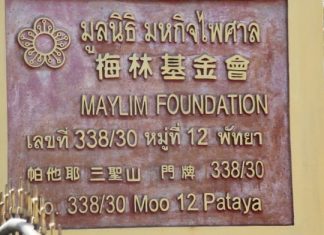 มูลนิธิ มหกิจไพศาล
梅林基金會
MAYLIM FOUNDATION
เลขที่ 338/30 หมู่ที่ 12 พัทยา
帕他耶 三聖山 門牌 338/30
No. 338/30 Moo 12 Pataya